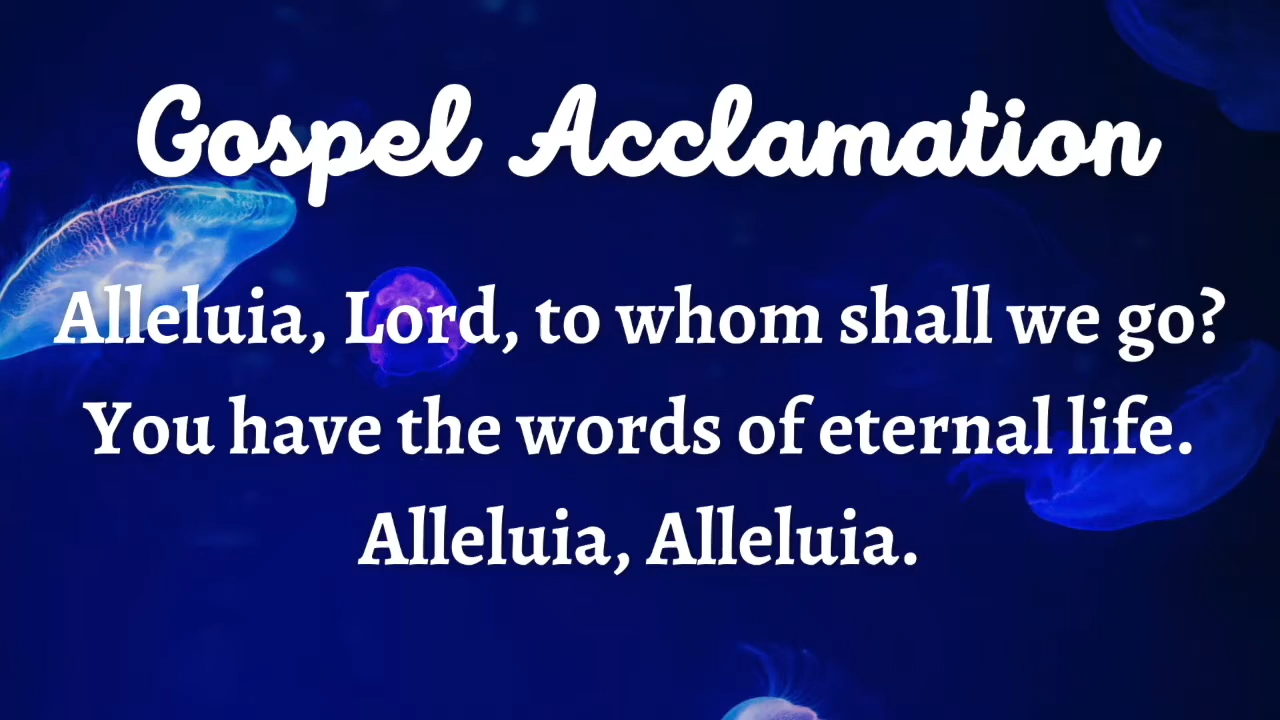 Gospel Acclamation
Alleluia, Lord, to whom shall we go?
You have the words of eternal life.
Alleluia, Alleluia.